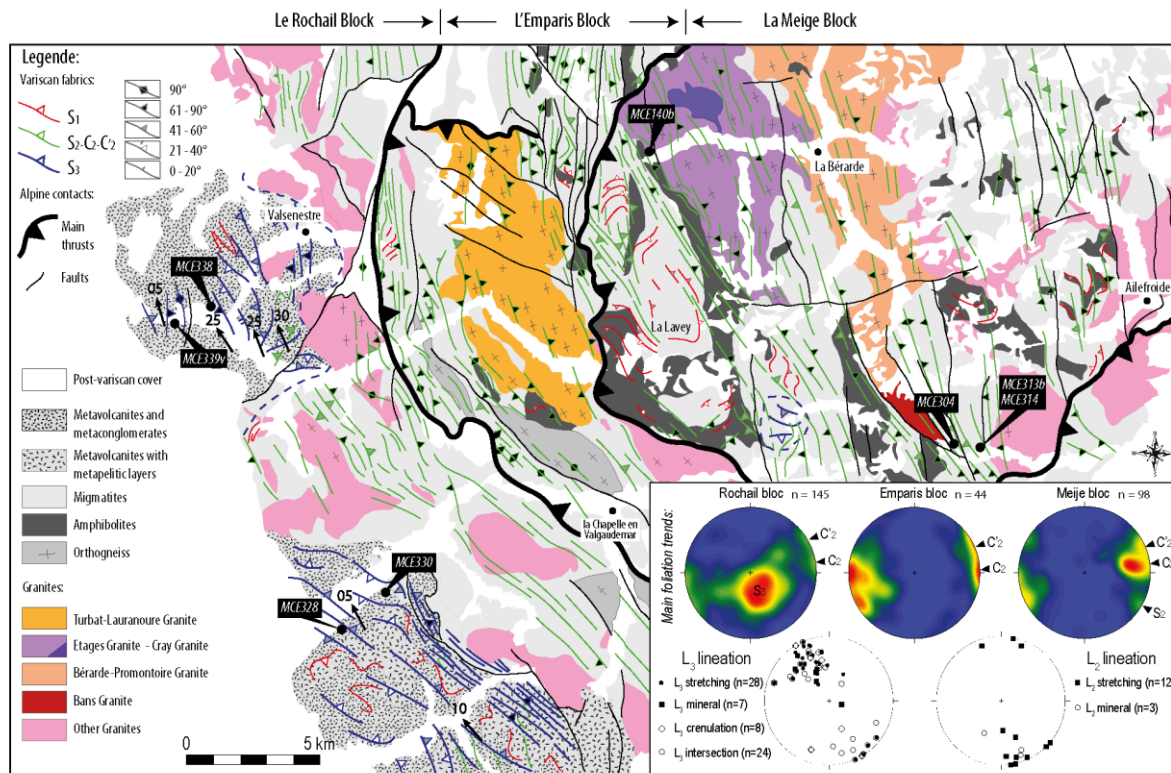 Le Rochail Block
L'Emparis Block
La Meige Block
Legende:
Variscan fabrics:
S1
S2-C2-C'2
S3
90°
61 - 90°
41 - 60°
21 - 40°
0 - 20°
Alpine contacts:
Main
thrusts
Faults
Post-variscan cover
Metavolcanites and
metaconglomerates
Metavolcanites with
metapelitic layers
Migmatites
Amphibolites
Orthogneiss
Granites:
Turbat-Lauranoure Granite
Etages Granite - Cray Granite
Bérarde-Promontoire Granite
Bans Granite
Other Granites
0
5 km
Valsenestre
MCE338
MCE339v
05
25
25
30
MCE140b
La Bérarde
La Lavey
Ailefroide
MCE304
MCE313b
MCE314
la Chapelle en
Valgaudemar
MCE330
MCE328
05
10
Main foliation trends:
Rochail bloc n = 145
Emparis bloc n = 44
Meije bloc n = 98
S3
C'2
C2
C'2
C2
C'2
C2
S2
L3 lineation
L3 stretching (n=28)
L3 mineral (n=7)
L3 crenulation (n=8)
L3 intersection (n=24)
L2 lineation
L2 stretching (n=12)
L2 mineral (n=3)